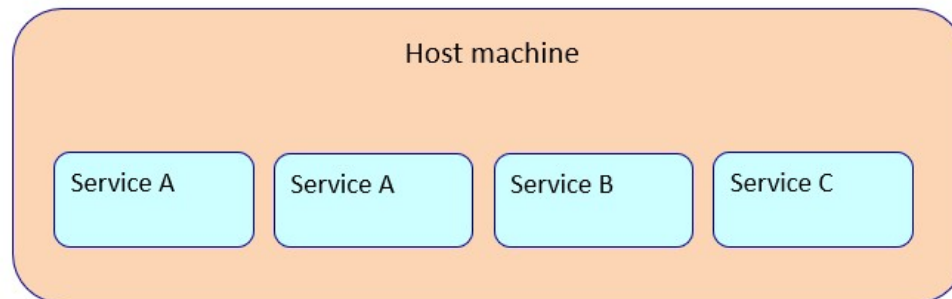 Host machine
Service A
Service A
Service B
Service C